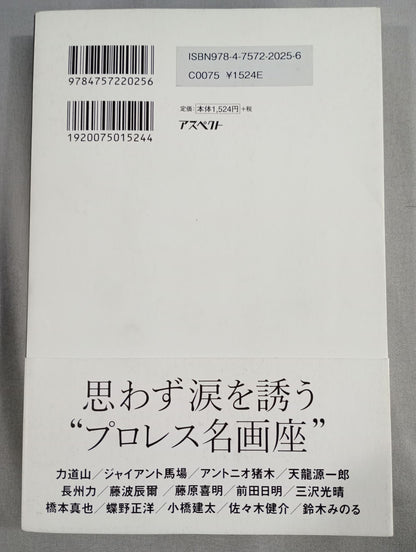 ISBN978-4-7572-2025-6
C0075 ¥1524E
9784757220256
定価 本体1,524円 +税
アスペクト
1920075015244
思わず涙を誘う
“プロレス名画座”
力道山／ジャイアント馬場／アントニオ猪木／天龍源一郎
長州力／藤波辰爾／藤原喜明／前田日明／三沢光晴
橋本真也／蝶野正洋／小橋建太／佐々木健介／鈴木みのる